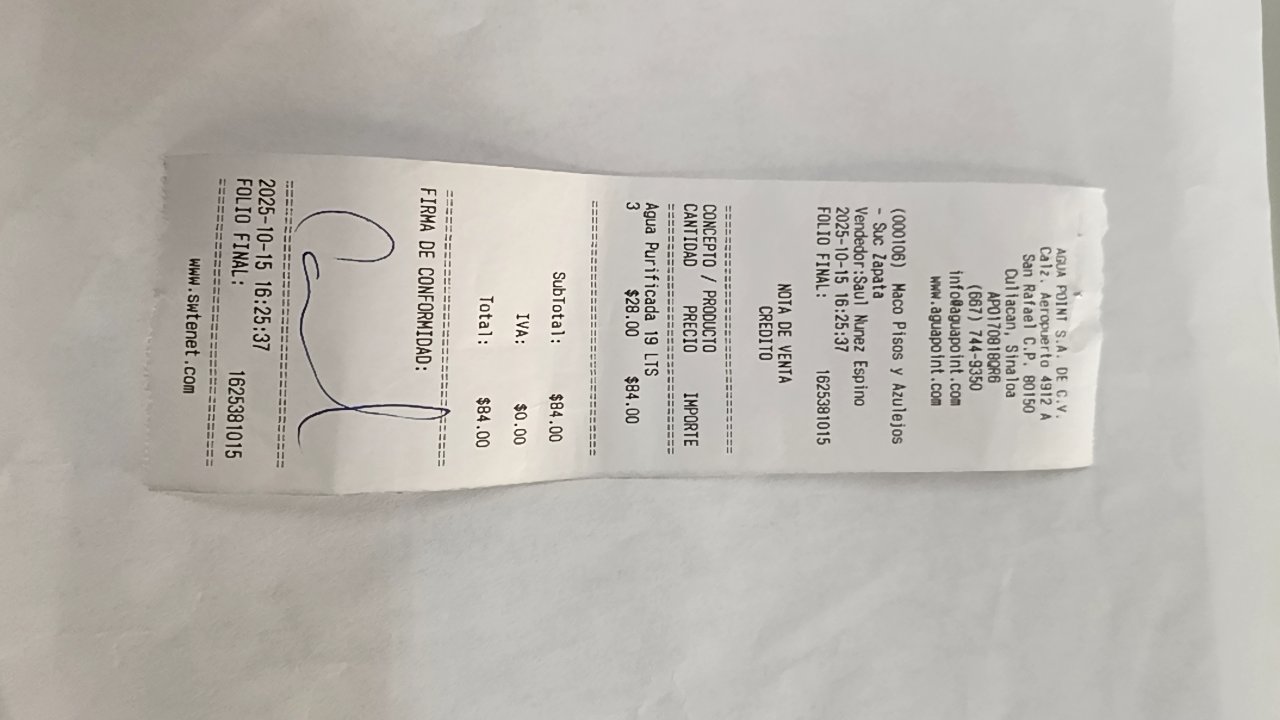 AGUA POINT S.A. DE C.V.
Calz. Aeropuerto 4912 A
San Rafael C.P. 80150
Culiacan, Sinaloa
APO170818QR6
(667) 744-9350
info@aguapoint.com
www.aguapoint.com
(000106) Maco Pisos y Azulejos
- Suc Zapata
Vendedor:Saul Nunez Espino
2025-10-15 16:25:37
FOLIO FINAL: 1625381015
NOTA DE VENTA
CREDITO
==============================
CONCEPTO / PRODUCTO
CANTIDAD PRECIO IMPORTE
==============================
Agua Purificada 19 LTS
3 $28.00 $84.00
==============================
SubTotal: $84.00
IVA: $0.00
Total: $84.00
==============================
FIRMA DE CONFORMIDAD:
==============================
2025-10-15 16:25:37
FOLIO FINAL: 1625381015
==============================
www.swtenet.com